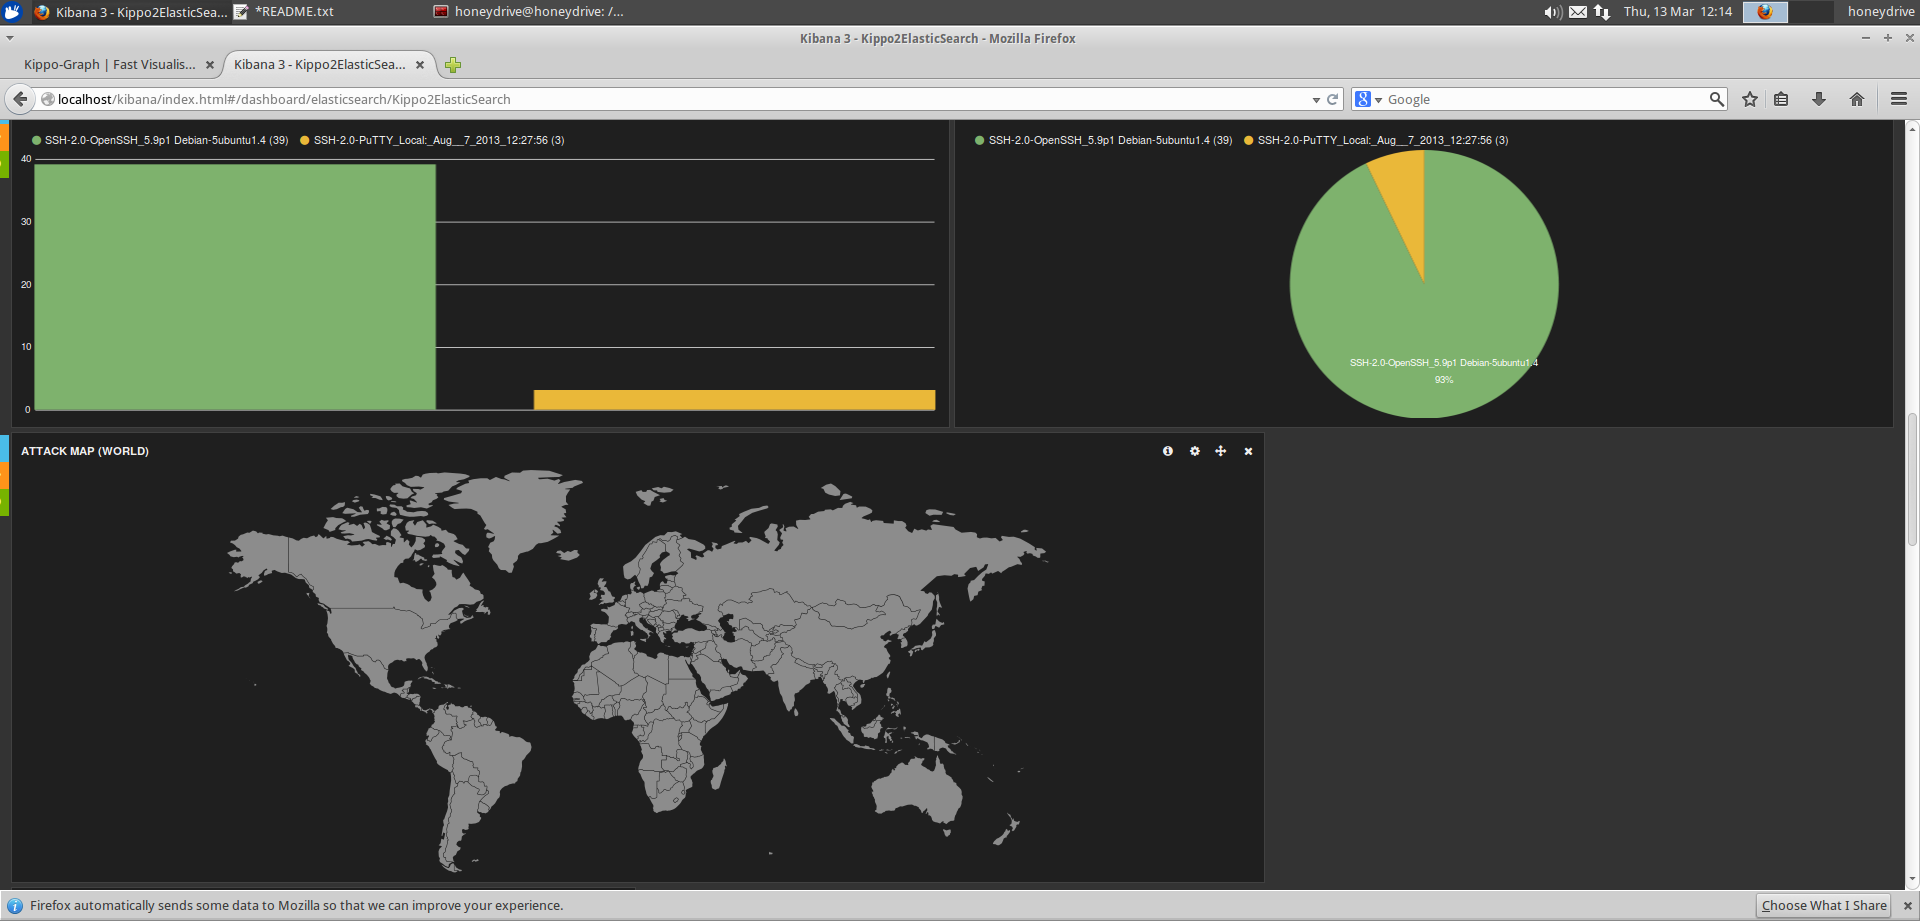 Kibana 3 - Kippo2ElasticSea...
*README.txt
honeydrive@honeydrive: /...
Thu, 13 Mar 12:14
honeydrive
Kibana 3 - Kippo2ElasticSearch - Mozilla Firefox
Kippo-Graph | Fast Visualis...
Kibana 3 - Kippo2ElasticSea...
localhost/kibana/index.html#/dashboard/elasticsearch/Kippo2ElasticSearch
Google
SSH-2.0-OpenSSH_5.9p1 Debian-5ubuntu1.4 (39) SSH-2.0-PuTTY_Local:_Aug__7_2013_12:27:56 (3)
40
30
20
10
0
SSH-2.0-OpenSSH_5.9p1 Debian-5ubuntu1.4 (39) SSH-2.0-PuTTY_Local:_Aug__7_2013_12:27:56 (3)
SSH-2.0-OpenSSH_5.9p1 Debian-5ubuntu1.4
93%
ATTACK MAP (WORLD)
Firefox automatically sends some data to Mozilla so that we can improve your experience.
Choose What I Share